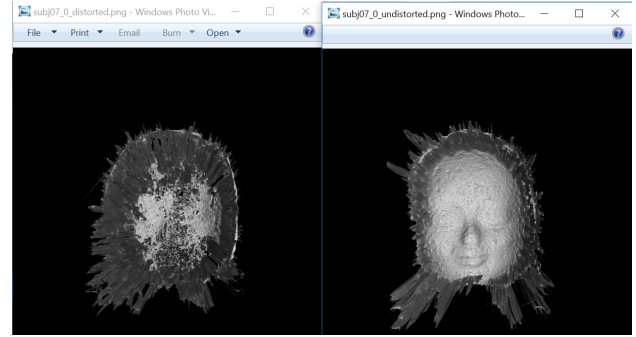 subj07_0_distorted.png - Windows Photo Vi...
File Print Email Burn Open
subj07_0_undistorted.png - Windows Photo...